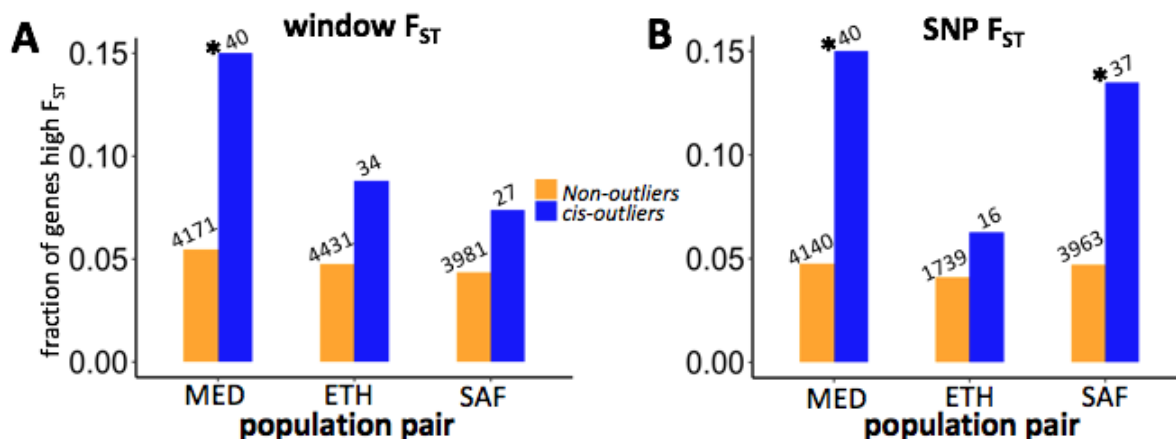 A
window FST
fraction of genes high FST
0.15
0.10
0.05
0.00
* 40
4171
34
4431
27
3981
MED ETH SAF
population pair
Non-outliers
cis-outliers
B
SNP FST
0.15
0.10
0.05
0.00
* 40
4140
16
1739
* 37
3963
MED ETH SAF
population pair